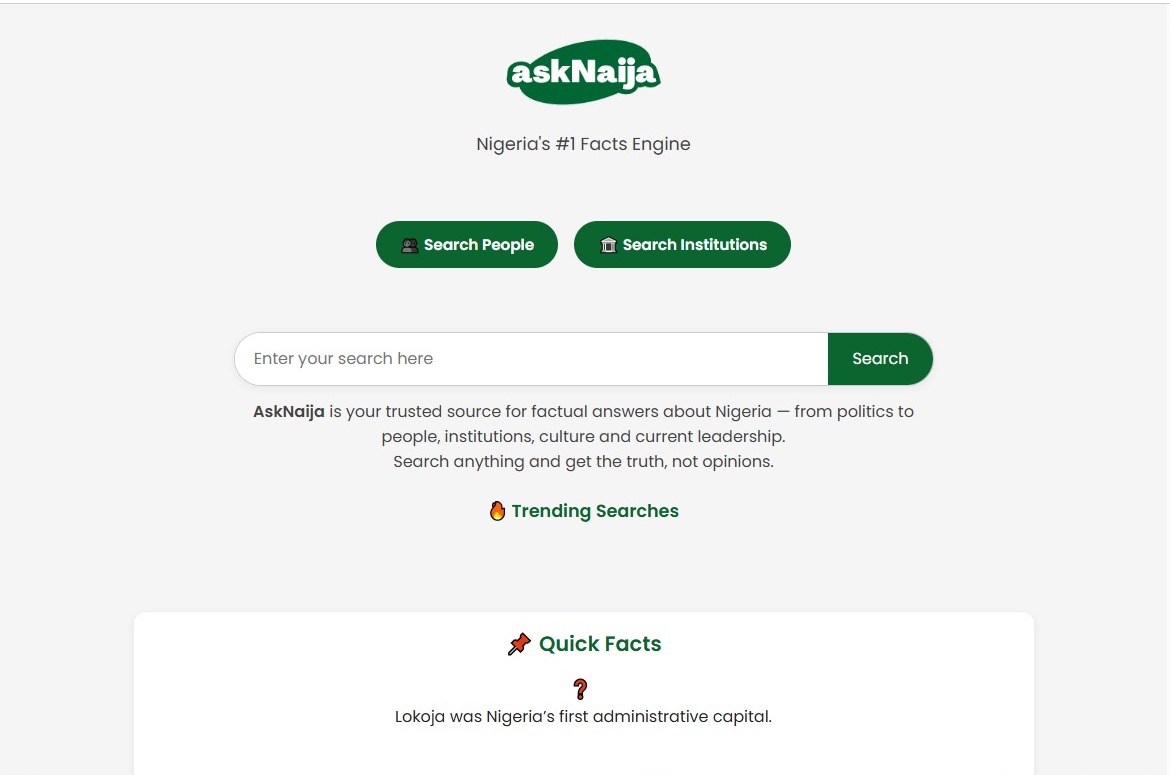 askNaija
Nigeria's #1 Facts Engine
Search People
Search Institutions
Enter your search here
Search
AskNaija is your trusted source for factual answers about Nigeria — from politics to
people, institutions, culture and current leadership.
Search anything and get the truth, not opinions.
🔥 Trending Searches
📌 Quick Facts
❓
Lokoja was Nigeria’s first administrative capital.